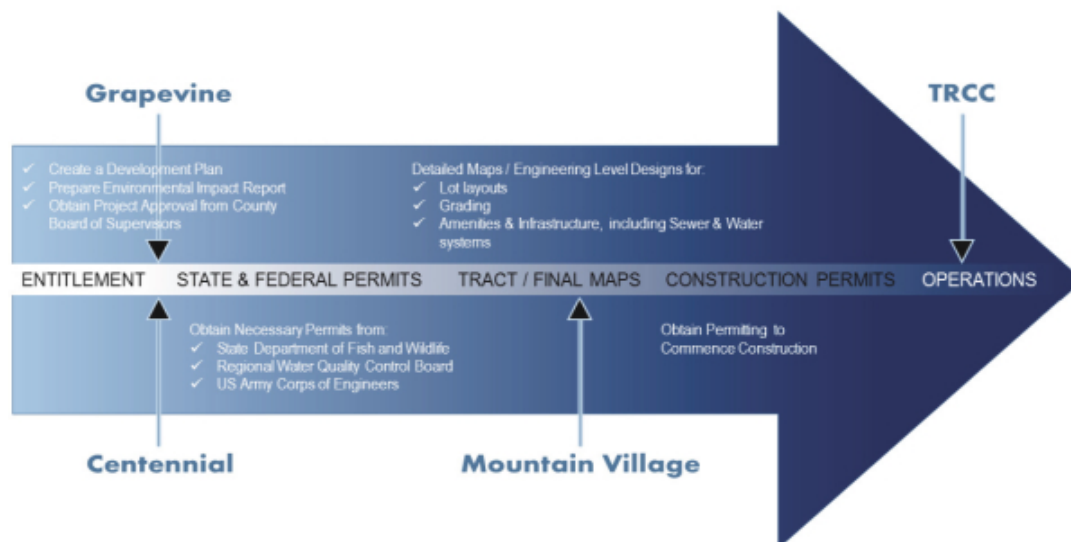 Grapevine
TRCC
✓ Create a Development Plan
✓ Prepare Environmental Impact Report
✓ Obtain Project Approval from County
Board of Supervisors
Detailed Maps / Engineering Level Designs for:
✓ Lot layouts
✓ Grading
✓ Amenities & Infrastructure, including Sewer & Water
systems
ENTITLEMENT STATE & FEDERAL PERMITS TRACT / FINAL MAPS CONSTRUCTION PERMITS OPERATIONS
Obtain Necessary Permits from:
✓ State Department of Fish and Wildlife
✓ Regional Water Quality Control Board
✓ US Army Corps of Engineers
Obtain Permitting to
Commence Construction
Centennial
Mountain Village